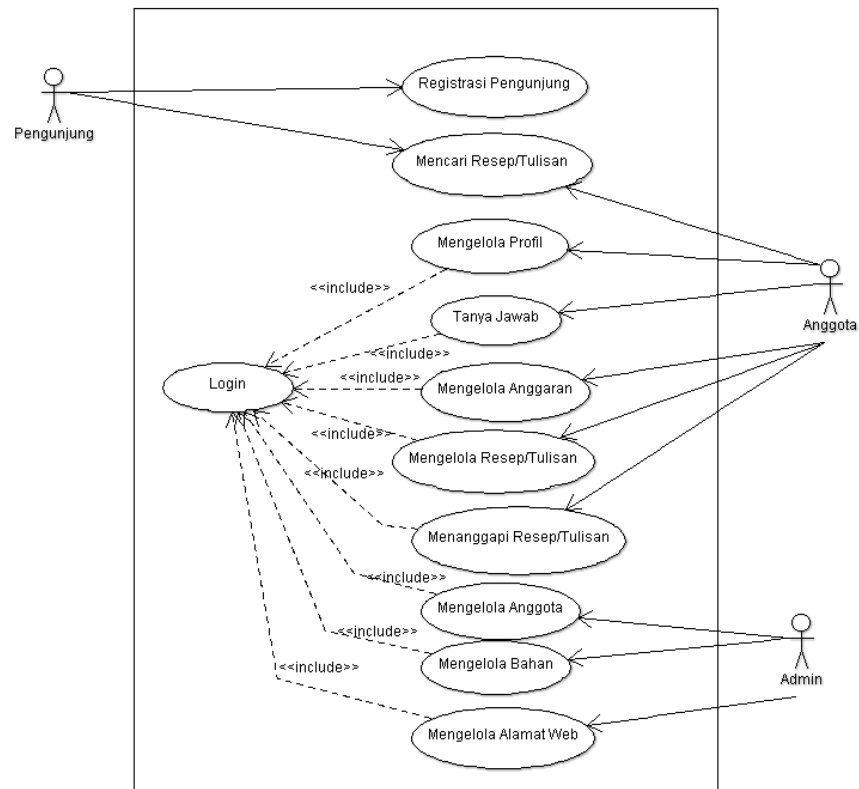 Registrasi Pengunjung
Pengunjung
Mencari Resep/Tulisan
Mengelola Profil
<<include>>
Tanya Jawab
Anggota
<<include>>
Login
<<include>>
Mengelola Anggaran
<<include>>
Mengelola Resep/Tulisan
<<include>>
Menanggapi Resep/Tulisan
<<include>>
Mengelola Anggota
<<include>>
Mengelola Bahan
<<include>>
Admin
Mengelola Alamat Web